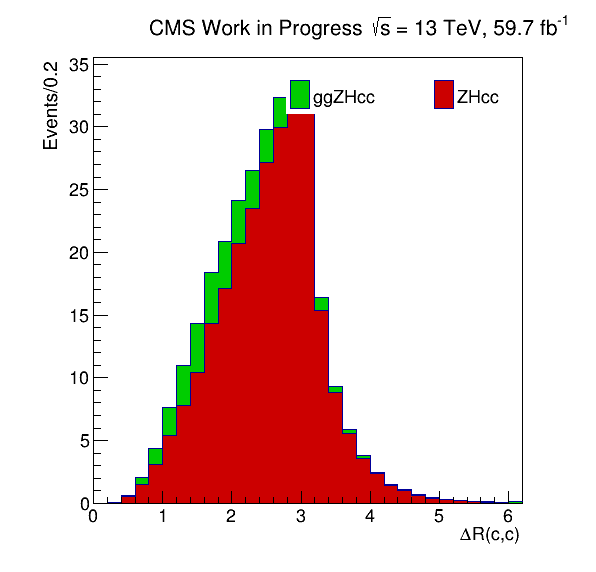 CMS Work in Progress √s = 13 TeV, 59.7 fb⁻¹
Events/0.2
35
30
25
20
15
10
5
0
ggZHcc ZHcc
0 1 2 3 4 5 6
ΔR(c,c)